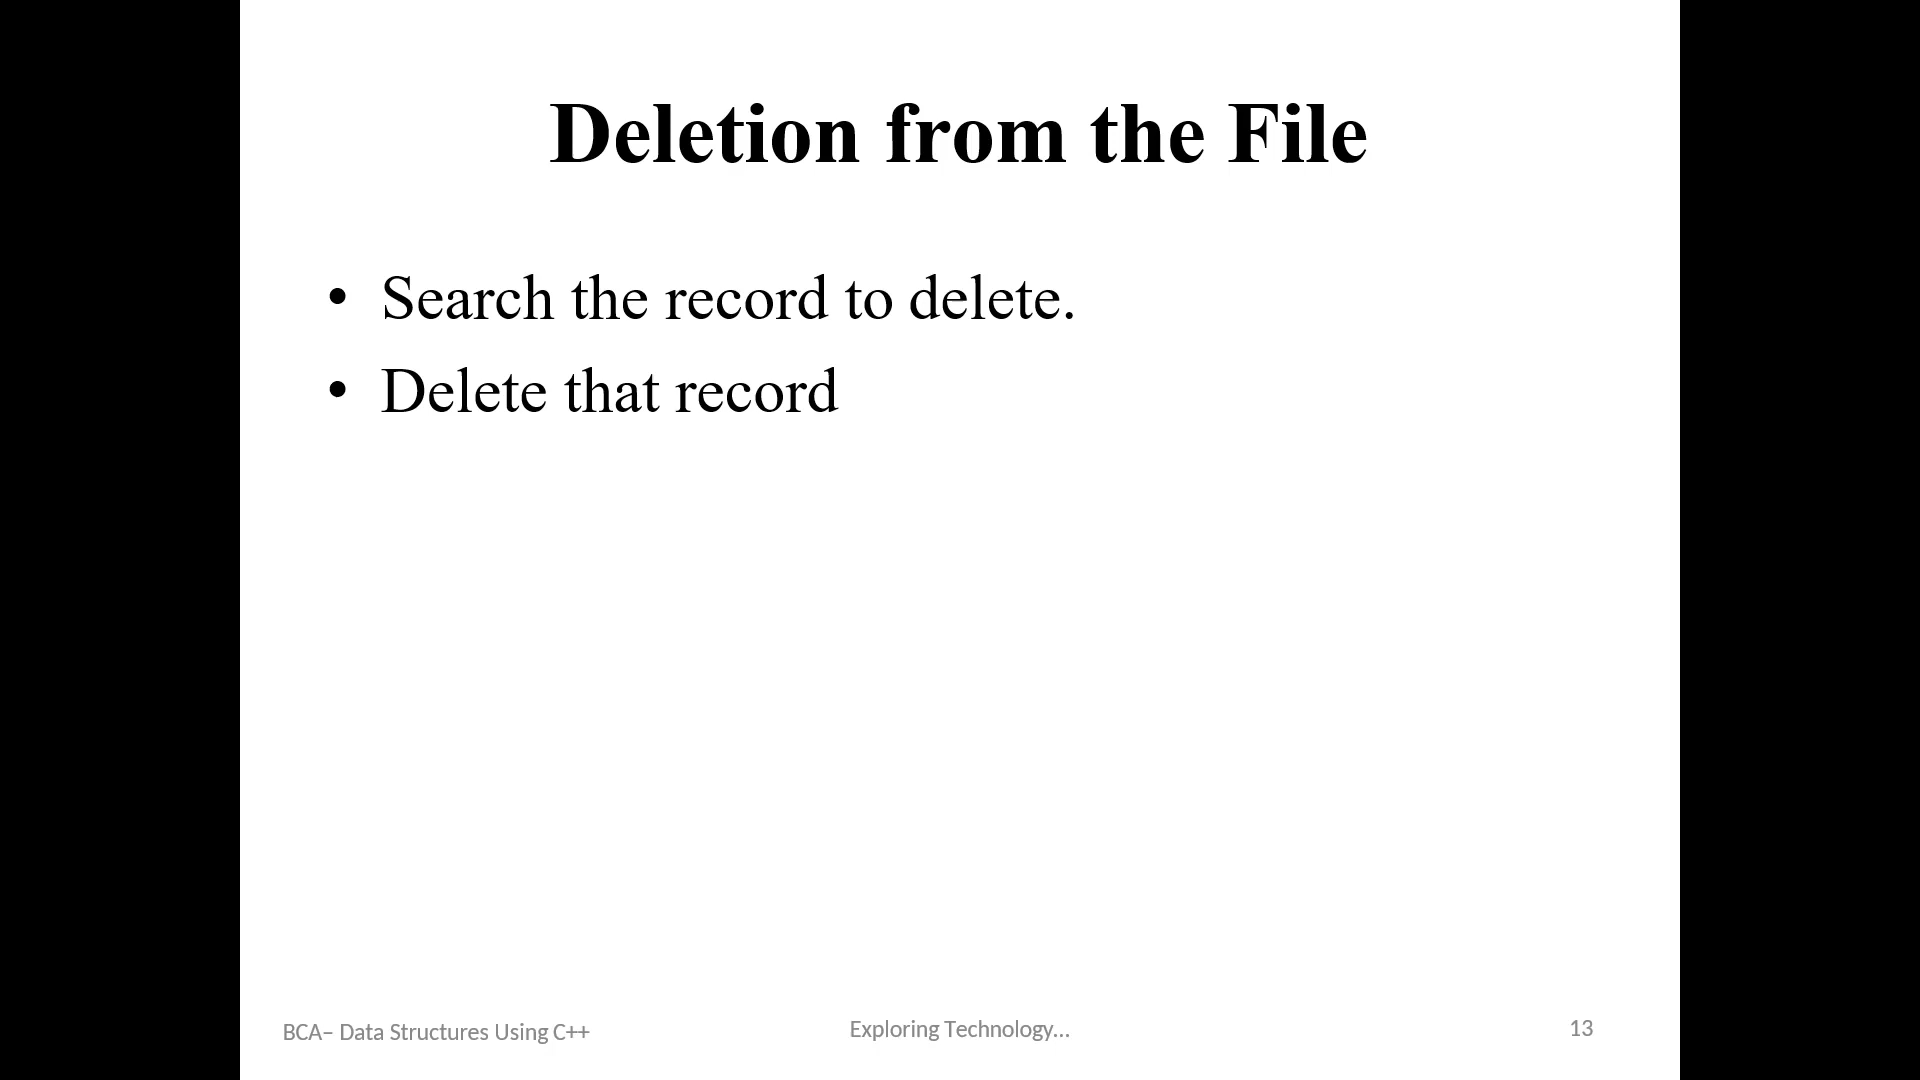 Deletion from the File
• Search the record to delete.
• Delete that record
BCA– Data Structures Using C++
Exploring Technology...
13